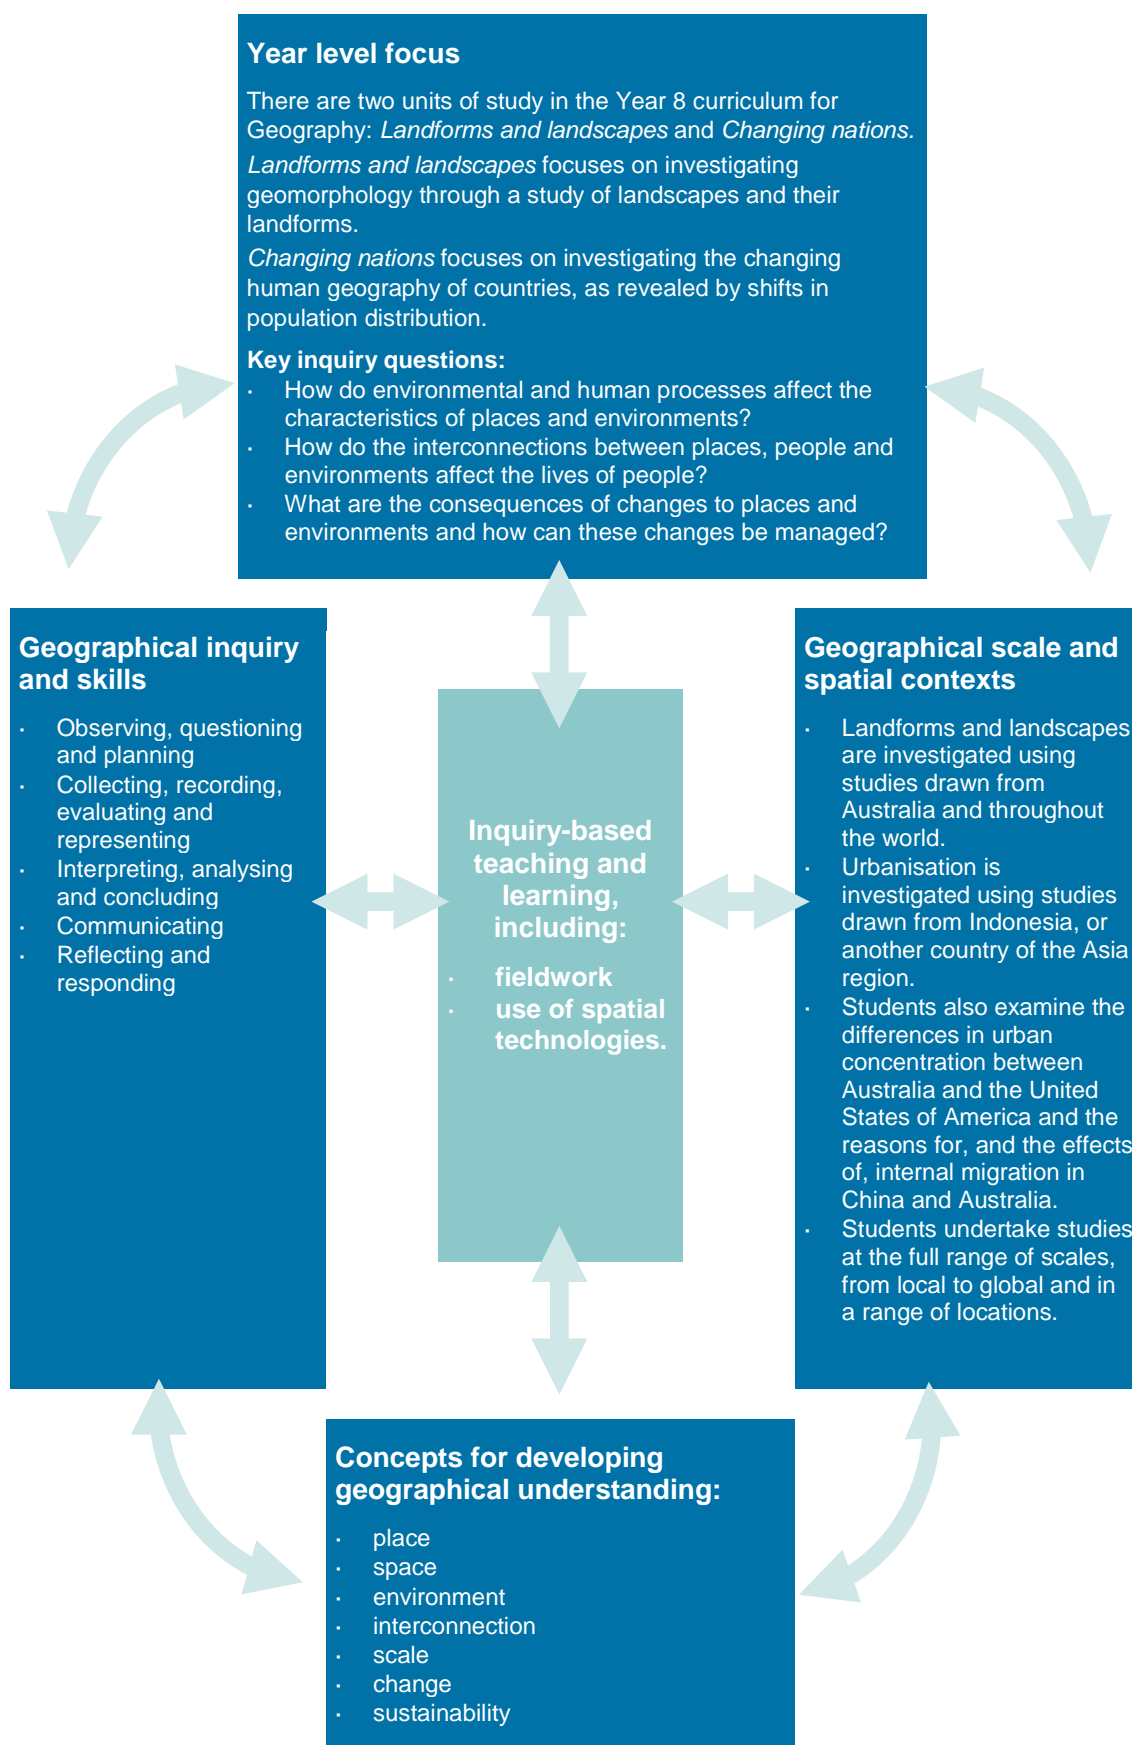 Year level focus
There are two units of study in the Year 8 curriculum for
Geography: Landforms and landscapes and Changing nations.
Landforms and landscapes focuses on investigating
geomorphology through a study of landscapes and their
landforms.
Changing nations focuses on investigating the changing
human geography of countries, as revealed by shifts in
population distribution.
Key inquiry questions:
· How do environmental and human processes affect the
characteristics of places and environments?
· How do the interconnections between places, people and
environments affect the lives of people?
· What are the consequences of changes to places and
environments and how can these changes be managed?
Geographical inquiry
and skills
· Observing, questioning
and planning
· Collecting, recording,
evaluating and
representing
· Interpreting, analysing
and concluding
· Communicating
· Reflecting and
responding
Inquiry-based
teaching and
learning,
including:
· fieldwork
· use of spatial
technologies.
Geographical scale and
spatial contexts
· Landforms and landscapes
are investigated using
studies drawn from
Australia and throughout
the world.
· Urbanisation is
investigated using studies
drawn from Indonesia, or
another country of the Asia
region.
· Students also examine the
differences in urban
concentration between
Australia and the United
States of America and the
reasons for, and the effects
of, internal migration in
China and Australia.
· Students undertake studies
at the full range of scales,
from local to global and in
a range of locations.
Concepts for developing
geographical understanding:
· place
· space
· environment
· interconnection
· scale
· change
· sustainability